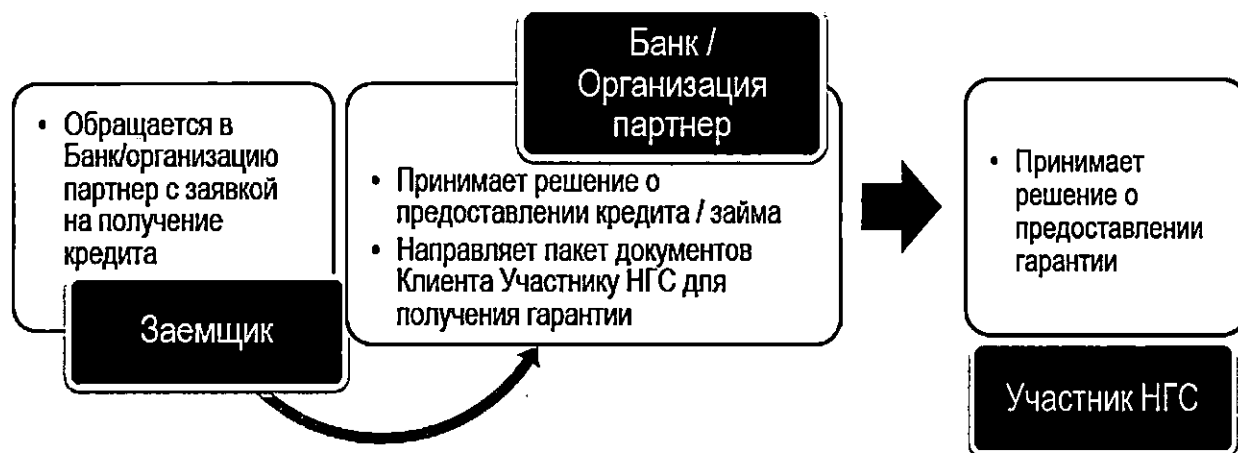 • Обращается в
Банк/организацию
партнер с заявкой
на получение
кредита
Заемщик
Банк /
Организация
партнер
• Принимает решение о
предоставлении кредита / займа
• Направляет пакет документов
Клиента Участнику НГС для
получения гарантии
• Принимает
решение о
предоставлении
гарантии
Участник НГС